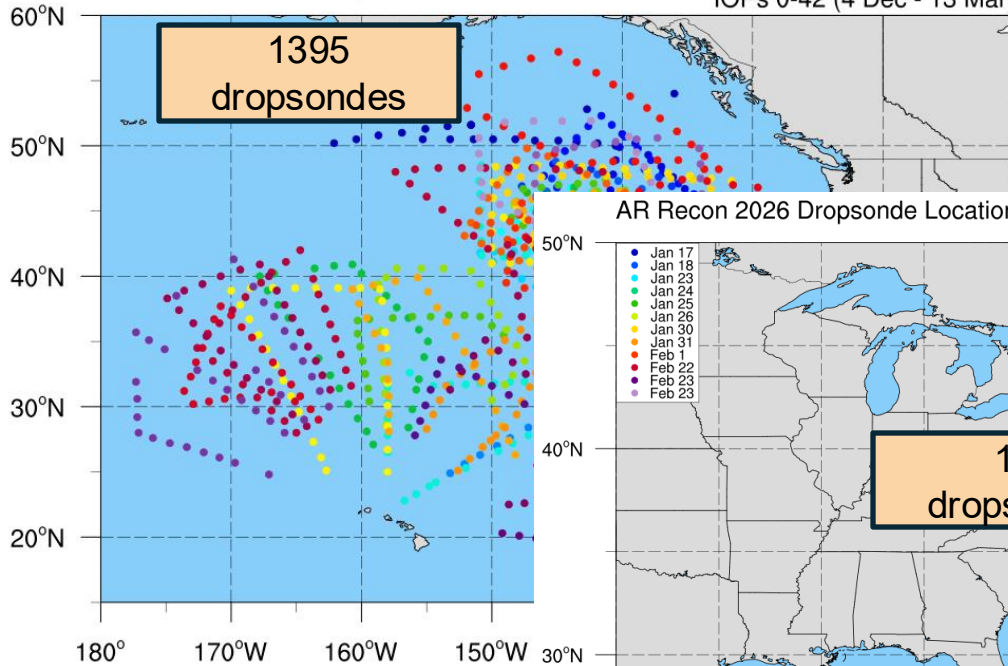 IOPs 0-42 (4 Dec - 13 Mar
60°N
1395
dropsondes
50°N
40°N
30°N
20°N
180°
170°W
160°W
150°W
AR Recon 2026 Dropsonde Location
50°N
Jan 17
Jan 18
Jan 23
Jan 24
Jan 25
Jan 26
Jan 30
Jan 31
Feb 1
Feb 22
Feb 23
Feb 23
40°N
1
drops
30°N